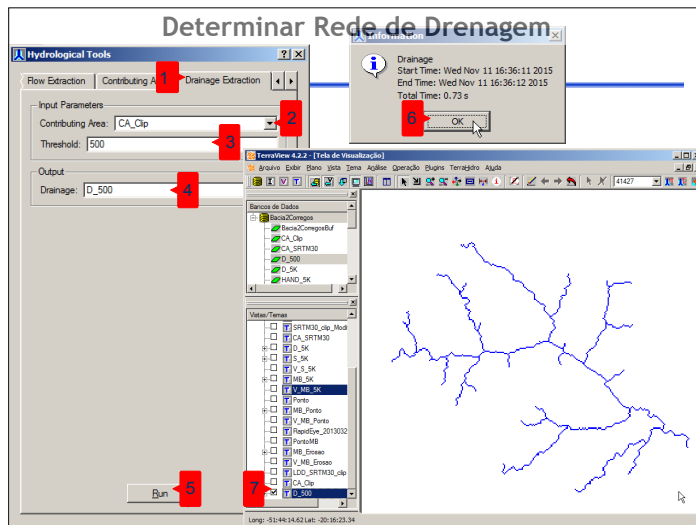 Determinar Rede de Drenagem
Hydrological Tools
Flow Extraction
Contributing A
Drainage Extraction
1
Input Parameters
Contributing Area:
CA_Clip
2
Threshold:
500
3
Output
Drainage:
D_500
4
Run
5
Information
Drainage
Start Time: Wed Nov 11 16:36:11 2015
End Time: Wed Nov 11 16:36:12 2015
Total Time: 0.73 s
6
OK
TerraView 4.2.2 - [Tela de Visualização]
Arquivo Exibir Plano Vista Tema Análise Operação Plugins TerraHidro Ajuda
41427
Bancos de Dados
Bacia2Corregos
Bacia2CorregosBuf
CA_Clip
CA_SRTM30
D_500
D_5K
HAND_5K
Vistas/Temas
SRTM30_clip_Modi
CA_SRTM30
D_5K
S_5K
V_S_5K
MB_5K
V_MB_5K
Ponto
MB_Ponto
V_MB_Ponto
RapidEye_2013032
PontoMB
MB_Erosao
V_MB_Erosao
LDD_SRTM30_clip
CA_Clip
7
D_500
Long: -51:44:14.62 Lat: -20:16:23.34